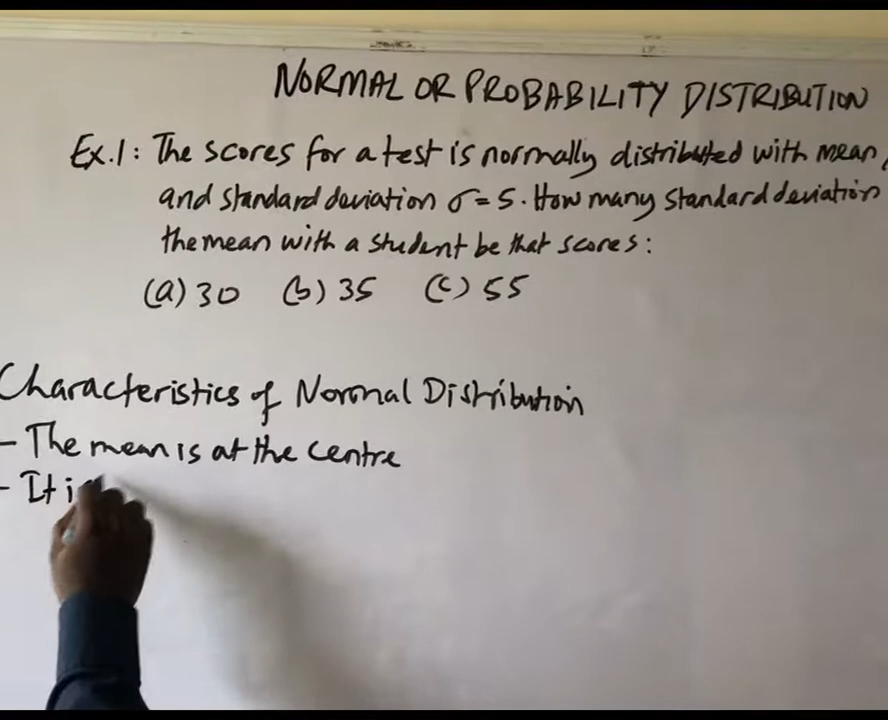 NORMAL OR PROBABILITY DISTRIBUTION
Ex.1: The scores for a test is normally distributed with mean,
and standard deviation σ = 5. How many standard deviation
the mean with a student be that scores:
(a) 30 (b) 35 (c) 55
Characteristics of Normal Distribution
- The mean is at the centre
- It is